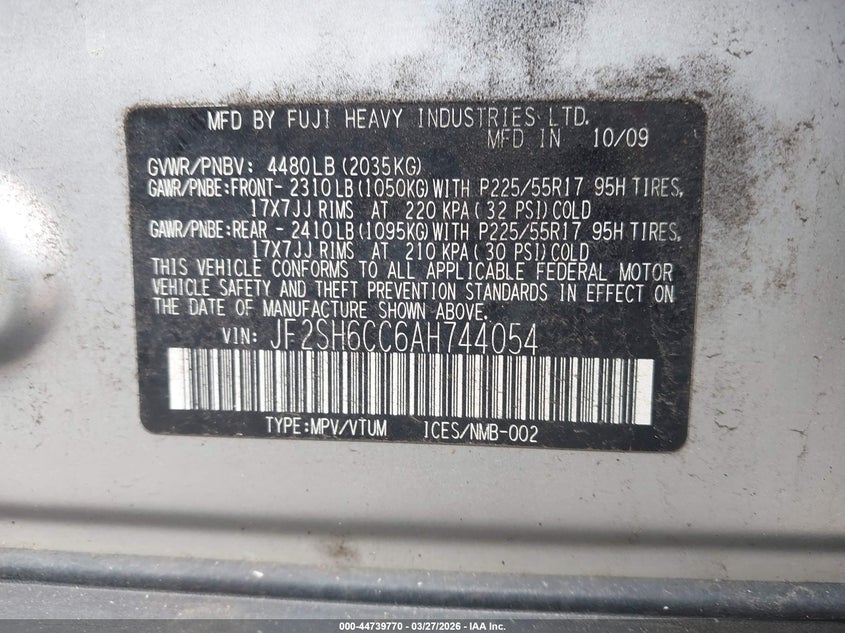 MFD BY FUJI HEAVY INDUSTRIES LTD.
MFD IN 10/09
GVWR/PNBV: 4480LB (2035KG)
GAWR/PNBE:FRONT- 2310LB (1050KG) WITH P225/55R17 95H TIRES,
17X7JJ RIMS AT 220 KPA ( 32 PSI) COLD
GAWR/PNBE:REAR - 2410LB (1095KG) WITH P225/55R17 95H TIRES,
17X7JJ RIMS AT 210 KPA ( 30 PSI) COLD
THIS VEHICLE CONFORMS TO ALL APPLICABLE FEDERAL MOTOR
VEHICLE SAFETY AND THEFT PREVENTION STANDARDS IN EFFECT ON
THE DATE OF MANUFACTURE SHOWN ABOVE.
VIN: JF2SH6CC6AH744054
TYPE:MPV/VTUM ICES/NMB-002
000-44739770 — 03/27/2026 — IAA Inc.